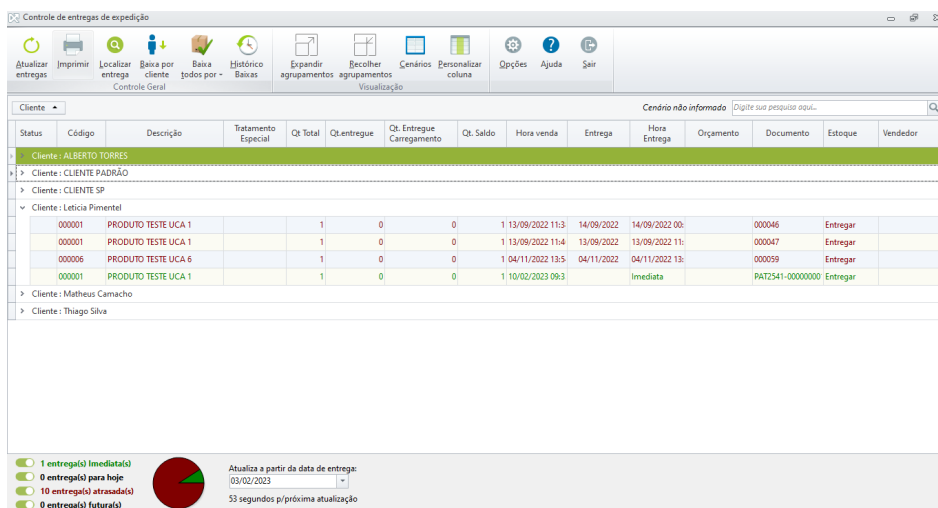 Controle de entregas de expedição
Atualizar entregas
Imprimir
Localizar entrega
Baixa por cliente
Baixa todos por
Histórico Baixas
Expandir agrupamentos
Recolher agrupamentos
Cenários
Personalizar coluna
Opções
Ajuda
Sair
Controle Geral
Visualização
Cliente
Cenário não informado
Digite sua pesquisa aqui...
Status Código Descrição Tratamento Especial Qt Total Qt.entregue Qt. Entregue Carregamento Qt. Saldo Hora venda Entrega Hora Entrega Orçamento Documento Estoque Vendedor
Cliente : ALBERTO TORRES
Cliente : CLIENTE PADRÃO
Cliente : CLIENTE SP
Cliente : Leticia Pimentel
000001 PRODUTO TESTE UCA 1 1 0 0 1 13/09/2022 11:3 14/09/2022 14/09/2022 00: 000046 Entregar
000001 PRODUTO TESTE UCA 1 1 0 0 1 13/09/2022 11:4 13/09/2022 13/09/2022 11: 000047 Entregar
000006 PRODUTO TESTE UCA 6 1 0 0 1 04/11/2022 13:5 04/11/2022 04/11/2022 13: 000059 Entregar
000001 PRODUTO TESTE UCA 1 1 0 0 1 10/02/2023 09:3 Imediata PAT2541-00000000 Entregar
Cliente : Matheus Camacho
Cliente : Thiago Silva
1 entrega(s) Imediata(s)
0 entrega(s) para hoje
10 entrega(s) atrasada(s)
0 entrega(s) futura(s)
Atualiza a partir da data de entrega:
03/02/2023
53 segundos p/próxima atualização